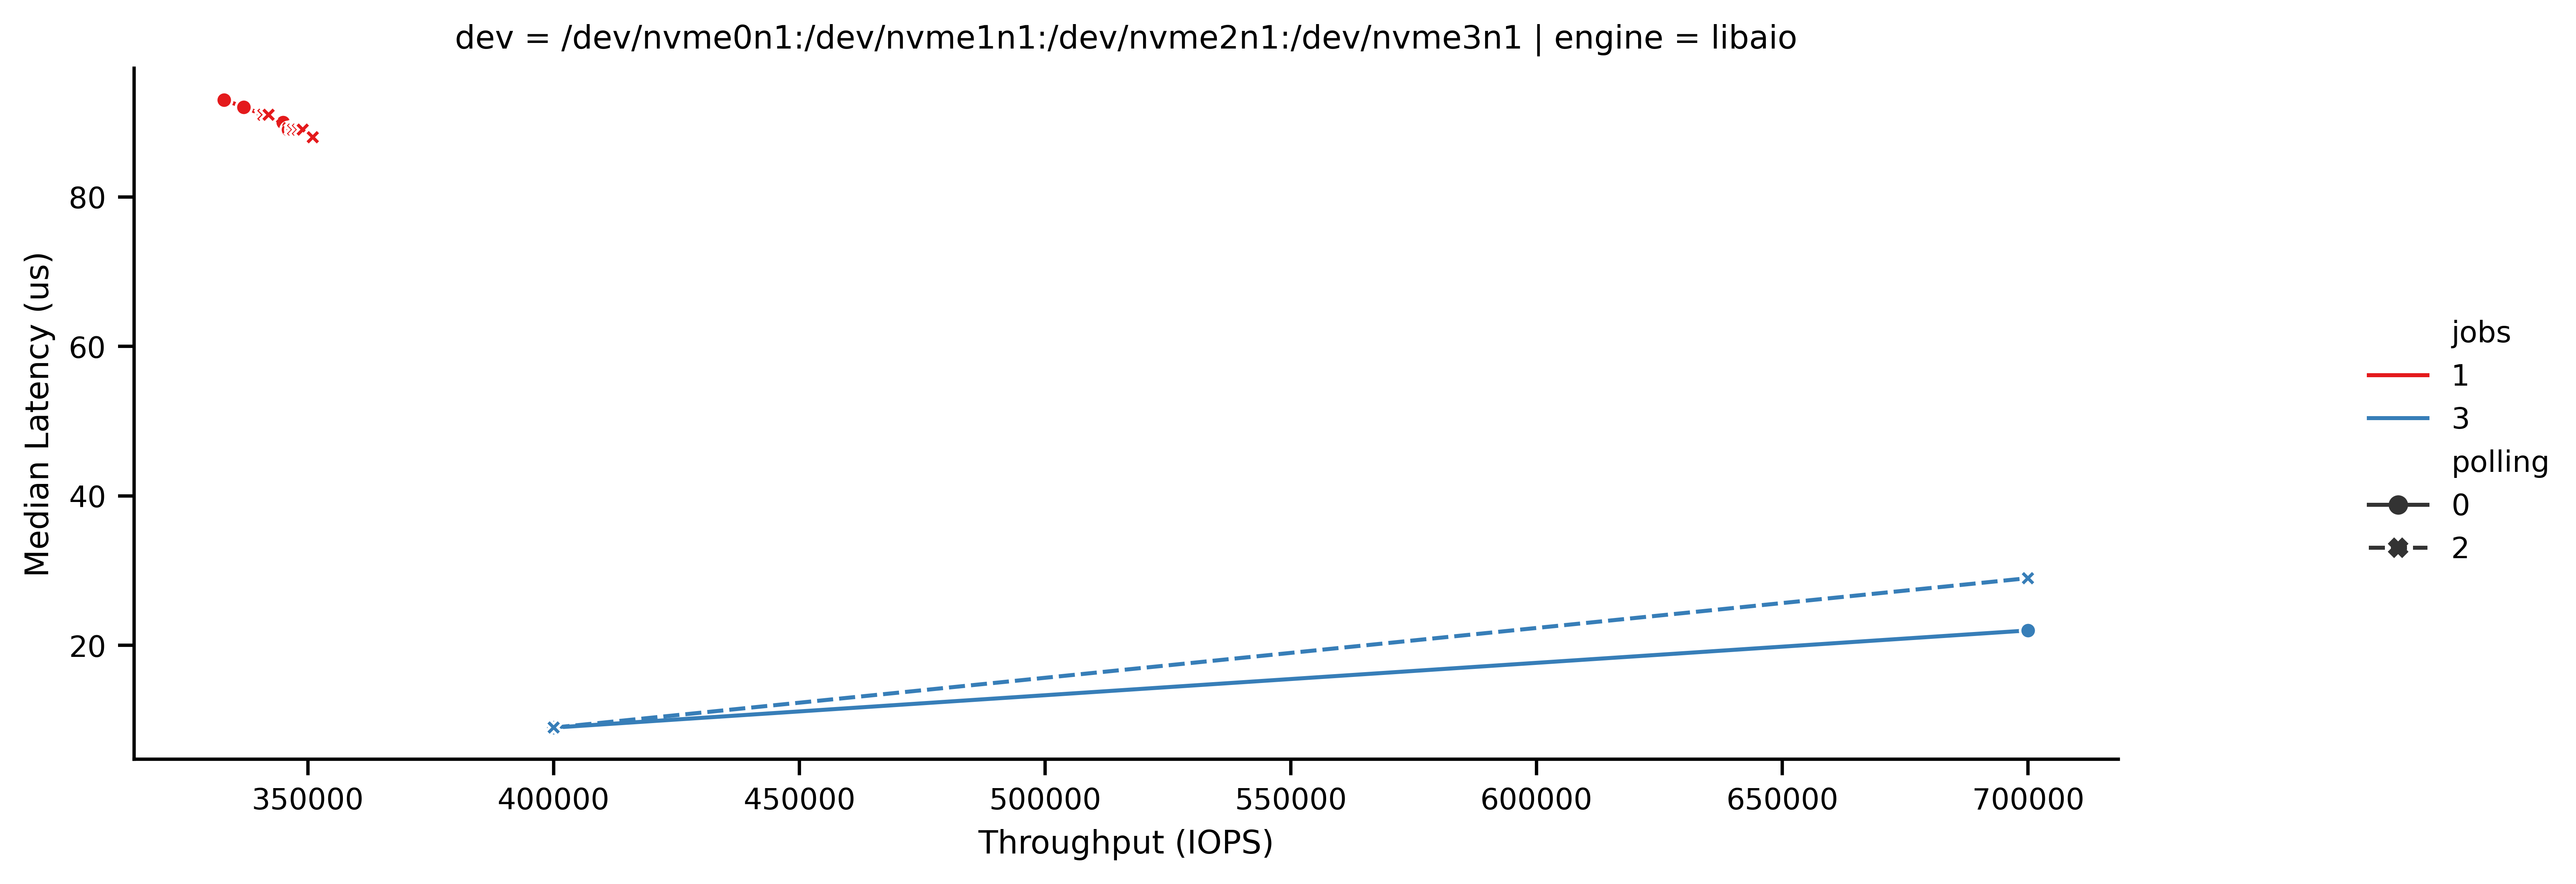 dev = /dev/nvme0n1:/dev/nvme1n1:/dev/nvme2n1:/dev/nvme3n1 | engine = libaio
Median Latency (us)
80
60
40
20
350000 400000 450000 500000 550000 600000 650000 700000
Throughput (IOPS)
jobs
1
3
polling
0
2